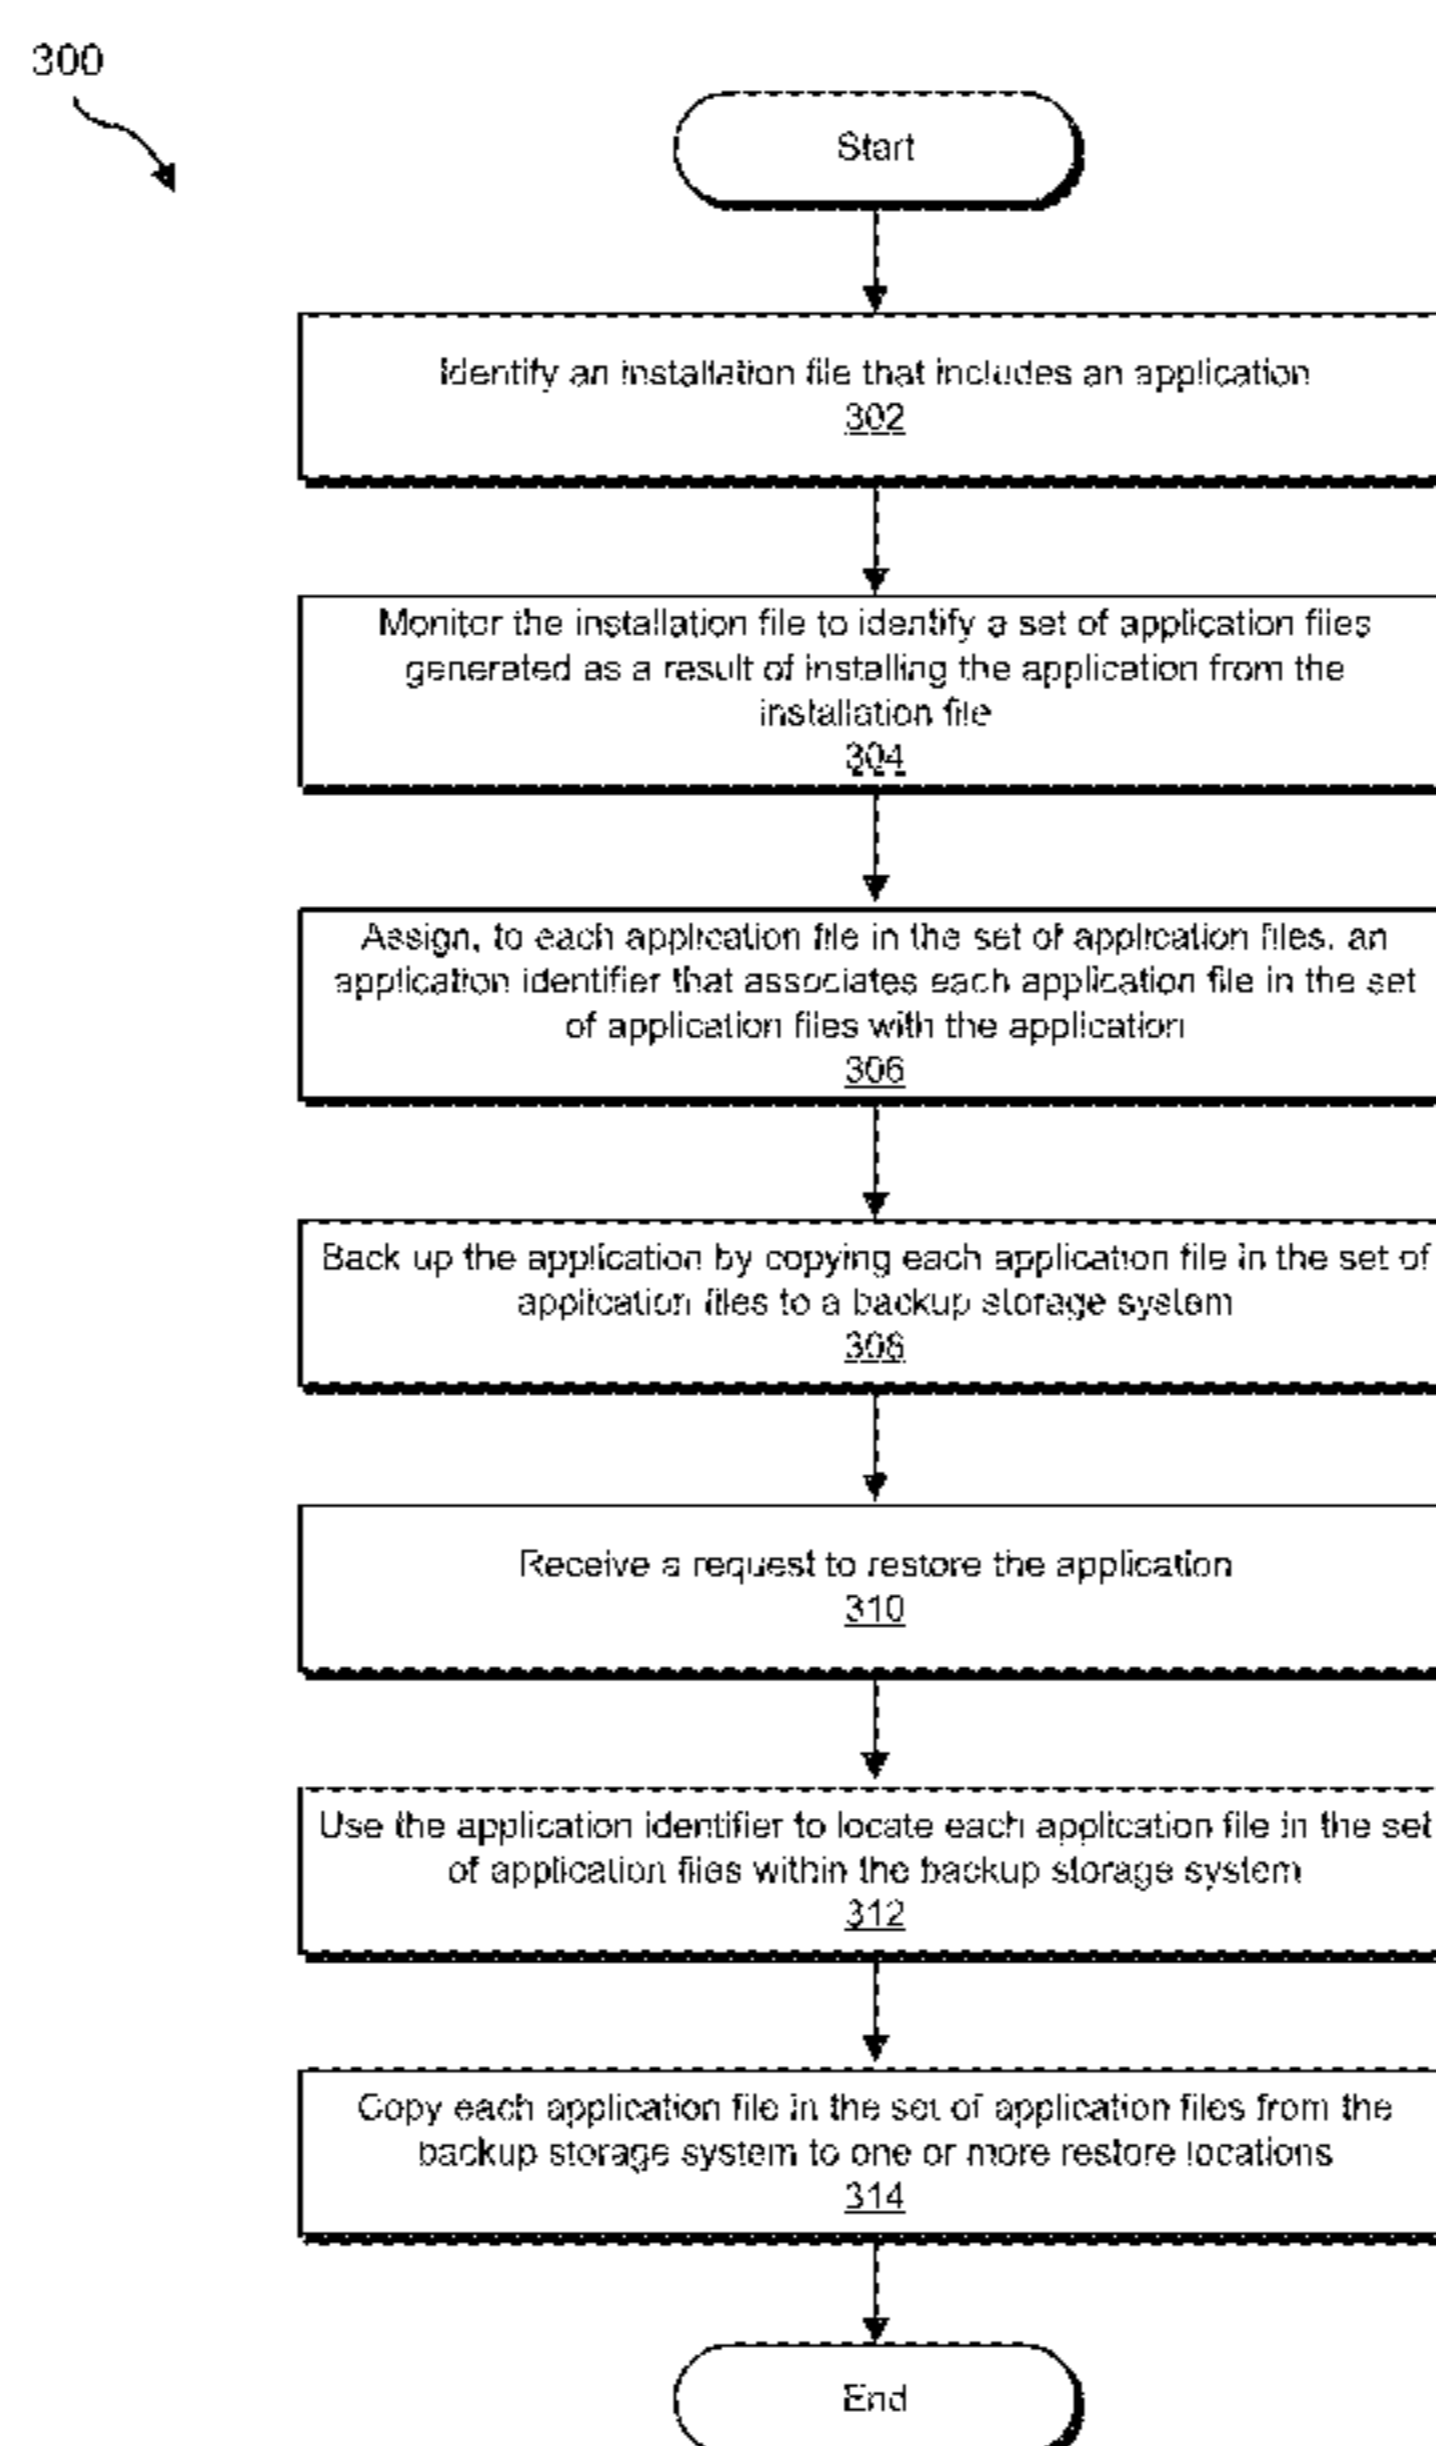 300
Start
Identify an installation file that includes an application
302
Monitor the installation file to identify a set of application files
generated as a result of installing the application from the
installation file
304
Assign, to each application file in the set of application files, an
application identifier that associates each application file in the set
of application files with the application
306
Back up the application by copying each application file in the set of
application files to a backup storage system
308
Receive a request to restore the application
310
Use the application identifier to locate each application file in the set
of application files within the backup storage system
312
Copy each application file in the set of application files from the
backup storage system to one or more restore locations
314
End